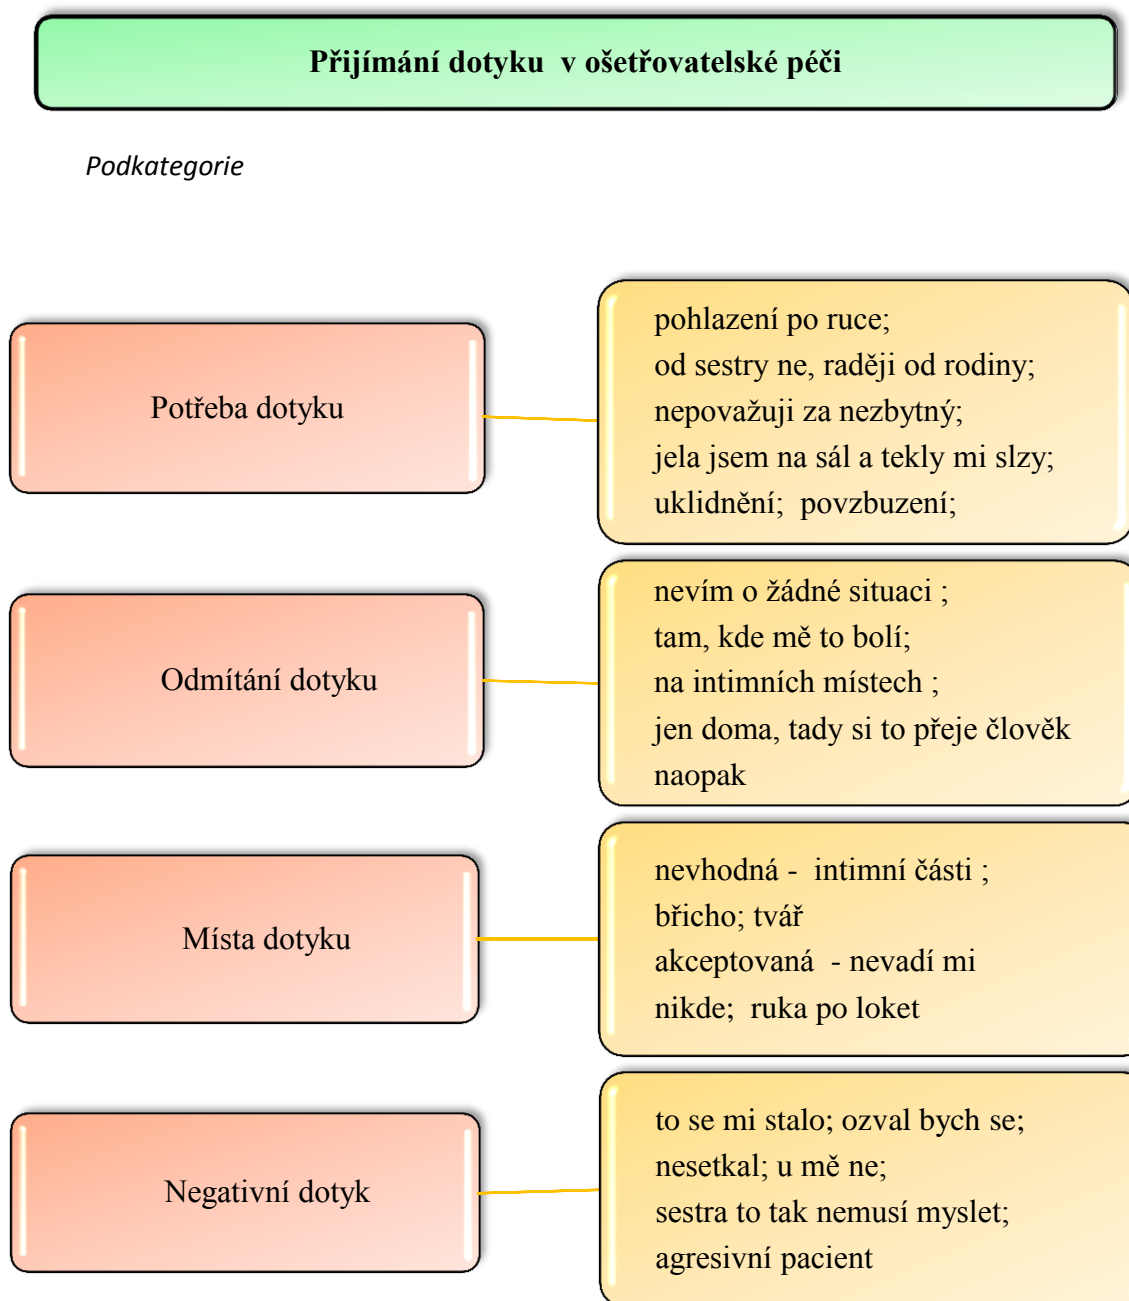 Přijímání dotyku v ošetřovatelské péči
Podkategorie
Potřeba dotyku
pohlazení po ruce;
od sestry ne, raději od rodiny;
nepovažuji za nezbytný;
jela jsem na sál a tekly mi slzy;
uklidnění; povzbuzení;
Odmítání dotyku
nevím o žádné situaci ;
tam, kde mě to bolí;
na intimních místech ;
jen doma, tady si to přeje člověk
naopak
Místa dotyku
nevhodná - intimní části ;
břicho; tvář
akceptovaná - nevadí mi
nikde; ruka po loket
Negativní dotyk
to se mi stalo; ozval bych se;
nesetkal; u mě ne;
sestra to tak nemusí myslet;
agresivní pacient